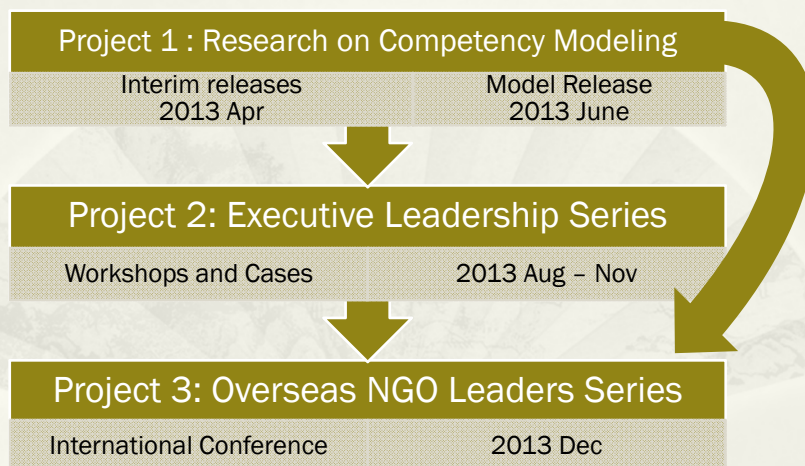 Project 1 : Research on Competency Modeling
Interim releases
2013 Apr
Model Release
2013 June
Project 2: Executive Leadership Series
Workshops and Cases
2013 Aug – Nov
Project 3: Overseas NGO Leaders Series
International Conference
2013 Dec